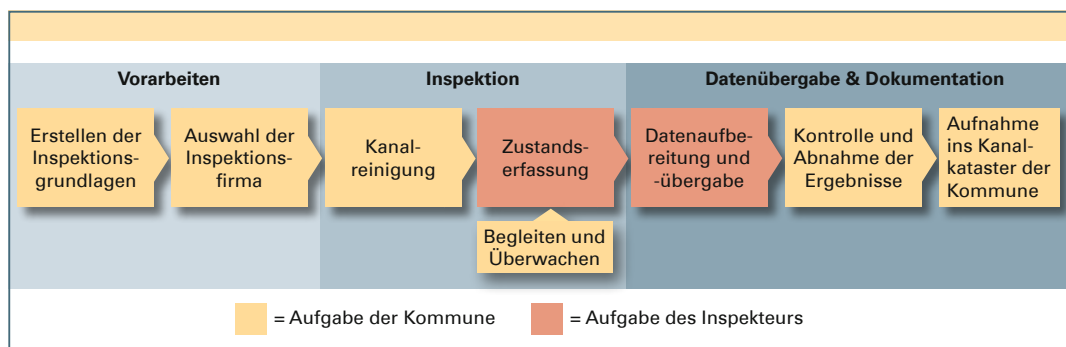 Vorarbeiten
Inspektion
Datenübergabe & Dokumentation
Erstellen der
Inspektions-
grundlagen
Auswahl der
Inspektions-
firma
Kanal-
reinigung
Zustands-
erfassung
Begleiten und
Überwachen
Datenaufbe-
reitung und
-übergabe
Kontrolle und
Abnahme der
Ergebnisse
Aufnahme
ins Kanal-
kataster der
Kommune
= Aufgabe der Kommune
= Aufgabe des Inspekteurs